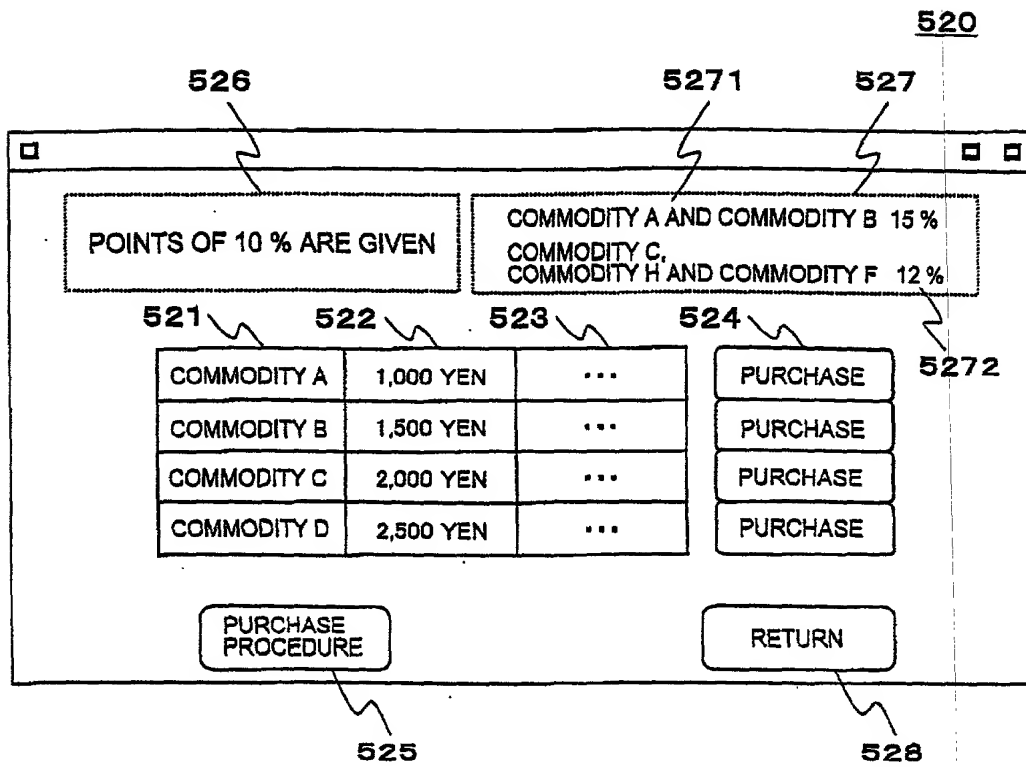 520
526 5271 527
POINTS OF 10 % ARE GIVEN
COMMODITY A AND COMMODITY B 15 %
COMMODITY C,
COMMODITY H AND COMMODITY F 12 %
521 522 523 524
5272
COMMODITY A 1,000 YEN ... PURCHASE
COMMODITY B 1,500 YEN ... PURCHASE
COMMODITY C 2,000 YEN ... PURCHASE
COMMODITY D 2,500 YEN ... PURCHASE
PURCHASE
PROCEDURE
RETURN
525 528